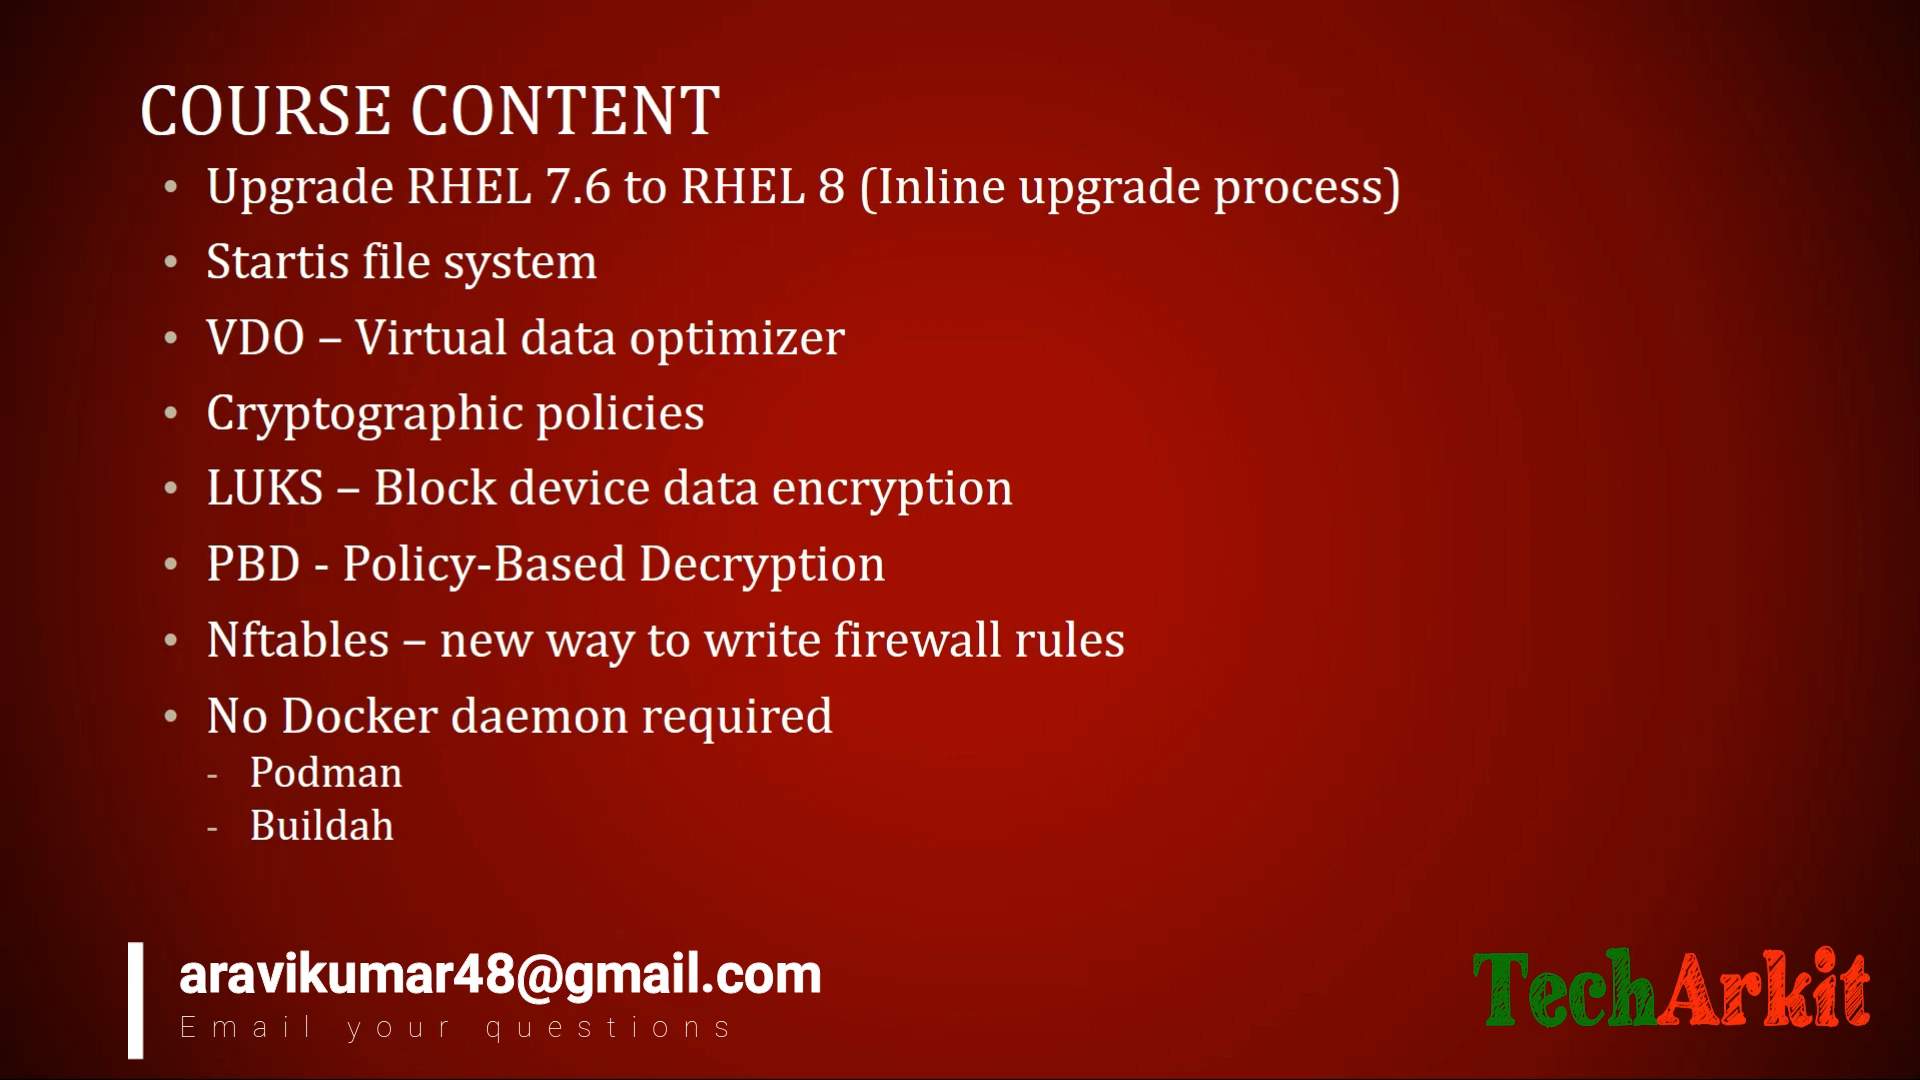 COURSE CONTENT
• Upgrade RHEL 7.6 to RHEL 8 (Inline upgrade process)
• Startis file system
• VDO – Virtual data optimizer
• Cryptographic policies
• LUKS – Block device data encryption
• PBD - Policy-Based Decryption
• Nftables – new way to write firewall rules
• No Docker daemon required
- Podman
- Buildah
aravikumar48@gmail.com
Email your questions
TechArkit